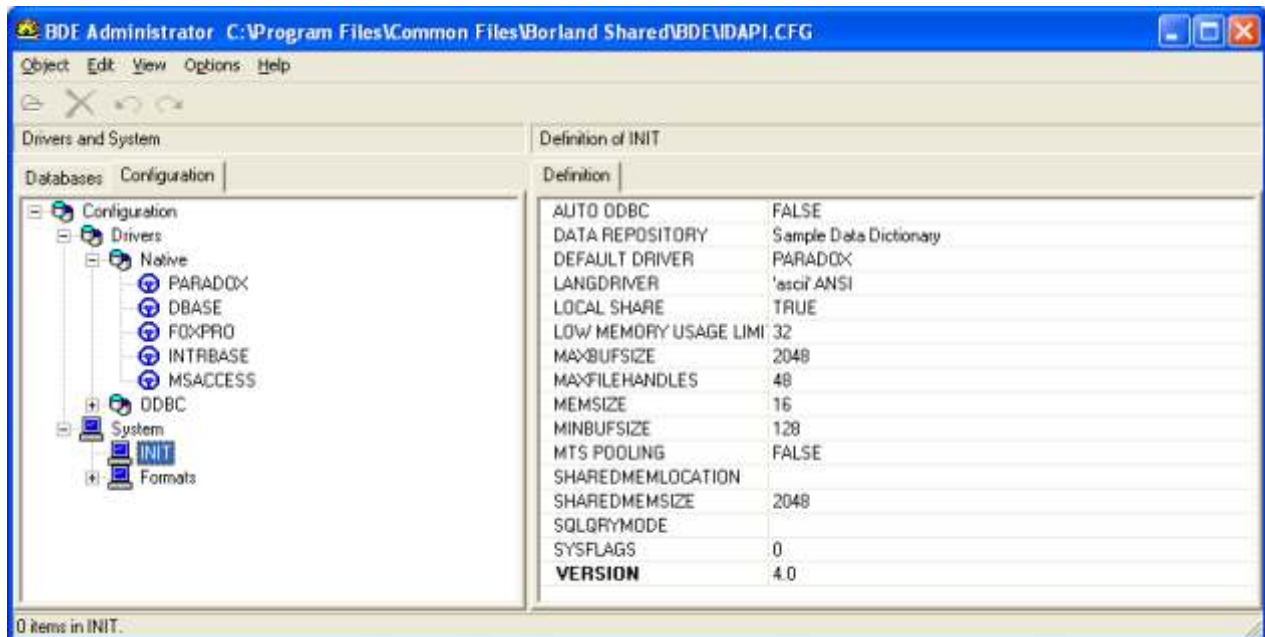 BDE Administrator C:\Program Files\Common Files\Borland Shared\BDE\IDAPI.CFG
Object Edit View Options Help
Drivers and System
Definition of INIT
Databases Configuration
Definition
Configuration
Drivers
Native
PARADOX
DBASE
FOXPRO
INTRBASE
MSACCESS
ODBC
System
INIT
Formats
AUTO ODBC FALSE
DATA REPOSITORY Sample Data Dictionary
DEFAULT DRIVER PARADOX
LANGDRIVER 'ascii' ANSI
LOCAL SHARE TRUE
LOW MEMORY USAGE LIMI 32
MAXBUFSIZE 2048
MAXFILEHANDLES 48
MEMSIZE 16
MINBUFSIZE 128
MTS POOLING FALSE
SHAREDMEMLOCATION
SHAREDMEMSIZE 2048
SQLQRYMODE
SYSFLAGS 0
VERSION 4.0
0 items in INIT.